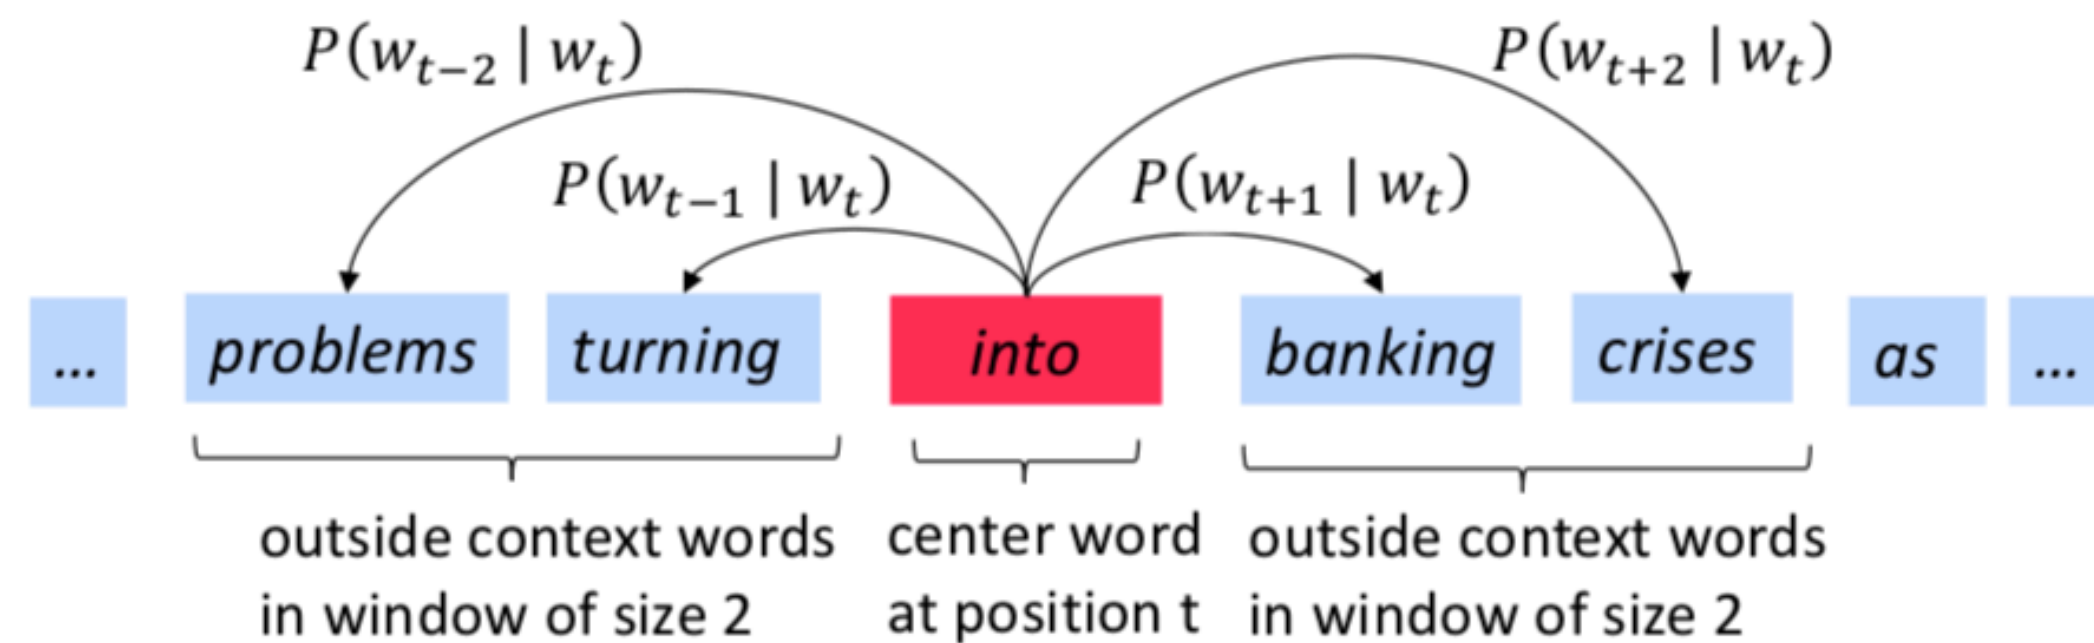 P(w_{t−2} | w_t)
P(w_{t+2} | w_t)
P(w_{t−1} | w_t)
P(w_{t+1} | w_t)
... problems turning into banking crises as ...
outside context words center word outside context words
in window of size 2 at position t in window of size 2